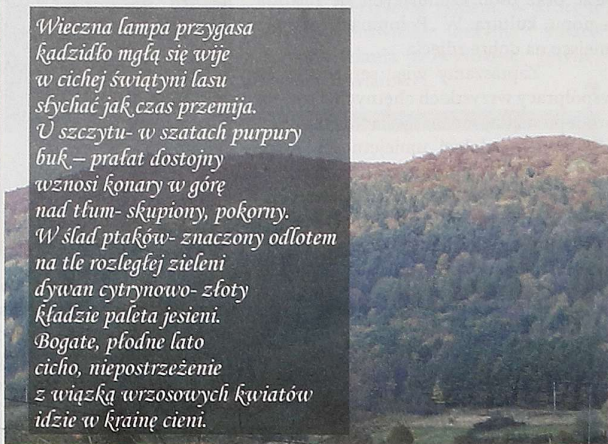 Wieczna lampa przygasa
kadzidło mgłą się wije
w cichej świątyni lasu
słychać jak czas przemija.
U szczytu- w szatach purpury
buk – prałat dostojny
wznosi konary w górę
nad tłum- skupiony, pokorny.
W ślad ptaków- znaczony odlotem
na tle rozległej zieleni
dywan cytrynowo- złoty
kładzie paleta jesieni.
Bogate, płodne lato
cicho, niepostrzeżenie
z wiązką wrzosowych kwiatów
idzie w krainę cieni.